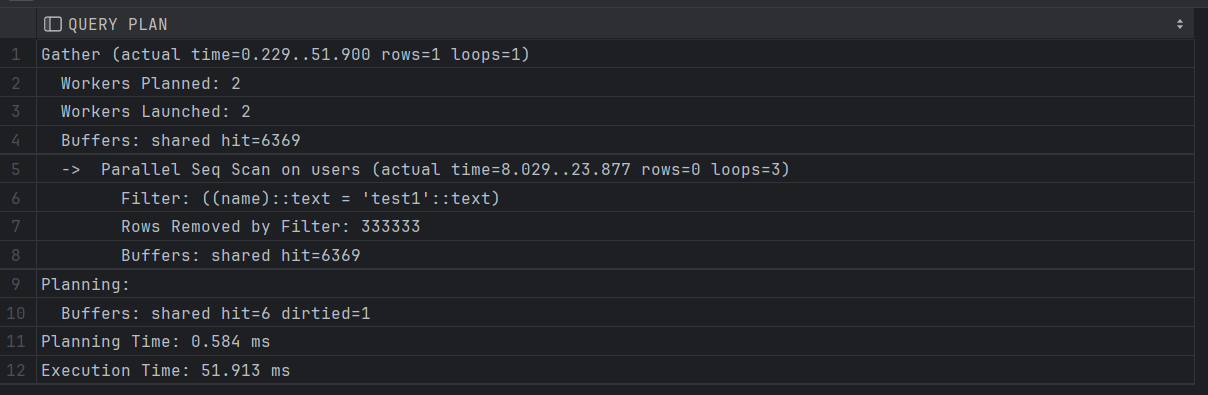 QUERY PLAN
1 Gather (actual time=0.229..51.900 rows=1 loops=1)
2 Workers Planned: 2
3 Workers Launched: 2
4 Buffers: shared hit=6369
5 -> Parallel Seq Scan on users (actual time=8.029..23.877 rows=0 loops=3)
6 Filter: ((name)::text = 'test1'::text)
7 Rows Removed by Filter: 333333
8 Buffers: shared hit=6369
9 Planning:
10 Buffers: shared hit=6 dirtied=1
11 Planning Time: 0.584 ms
12 Execution Time: 51.913 ms